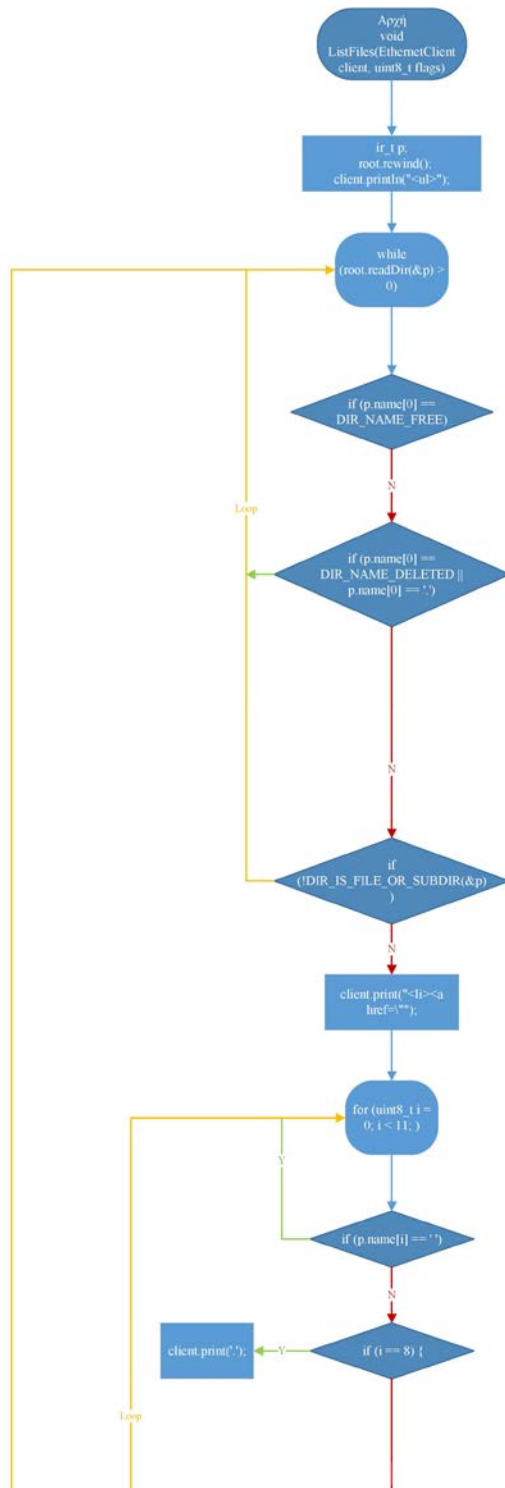 Αρχή
void
ListFiles(EthernetClient
client, uint8_t flags)
ir_t p;
root.rewind();
client.println("<ul>");
while
(root.readDir(&p) >
0)
if (p.name[0] ==
DIR_NAME_FREE)
N
Loop
if (p.name[0] ==
DIR_NAME_DELETED ||
p.name[0] == '.')
N
if
(!DIR_IS_FILE_OR_SUBDIR(&p)
)
N
client.print("<li><a
href=\"");
for (uint8_t i =
0; i < 11; )
Y
if (p.name[i] == ' ')
N
client.print('.');
Y
if (i == 8) {
Loop